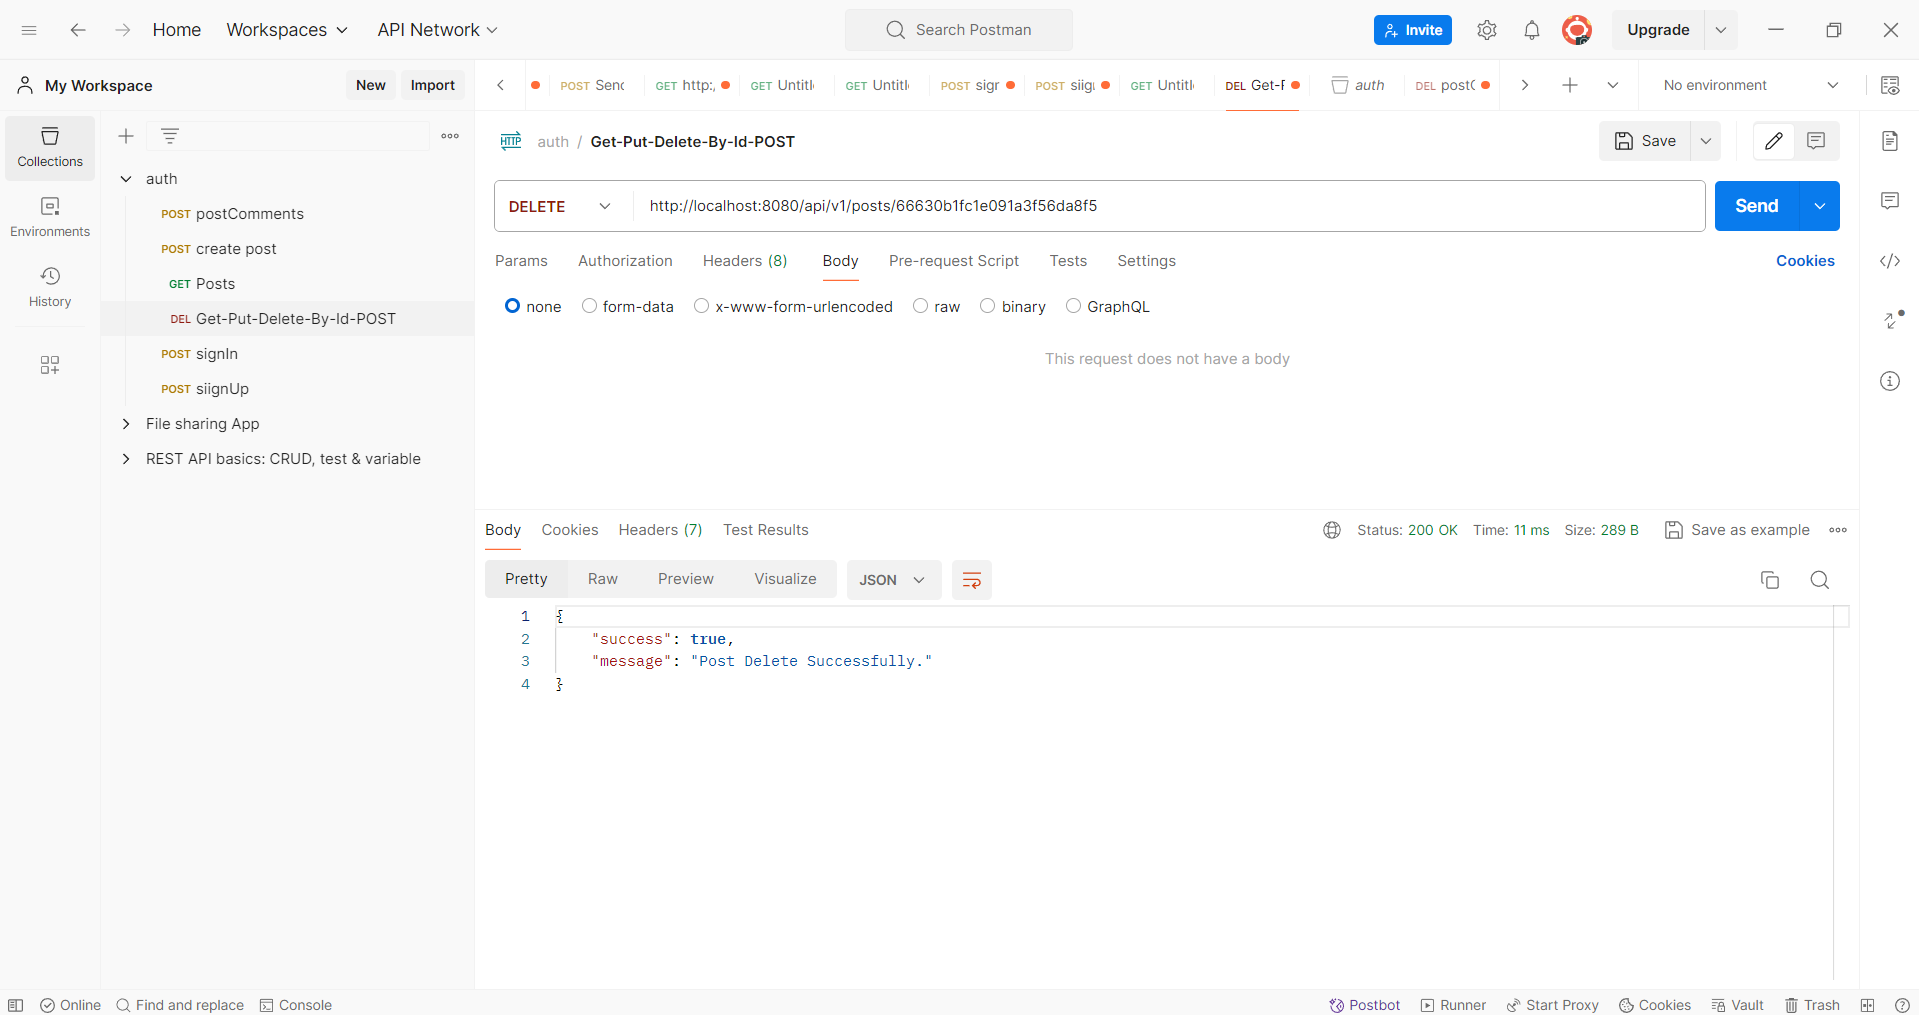 Home Workspaces API Network Search Postman Invite Upgrade
My Workspace New Import
POST Send GET http:/ GET Untitl GET Untitl POST sigr POST siig GET Untitl DEL Get-P auth DEL postC No environment
Collections
Environments
History
auth
POST postComments
POST create post
GET Posts
DEL Get-Put-Delete-By-Id-POST
POST signIn
POST siignUp
File sharing App
REST API basics: CRUD, test & variable
HTTP auth / Get-Put-Delete-By-Id-POST Save
DELETE http://localhost:8080/api/v1/posts/66630b1fc1e091a3f56da8f5 Send
Params Authorization Headers (8) Body Pre-request Script Tests Settings Cookies
none form-data x-www-form-urlencoded raw binary GraphQL
This request does not have a body
Body Cookies Headers (7) Test Results Status: 200 OK Time: 11 ms Size: 289 B Save as example
Pretty Raw Preview Visualize JSON
1 {
2 "success": true,
3 "message": "Post Delete Successfully."
4 }
Online Find and replace Console Postbot Runner Start Proxy Cookies Vault Trash